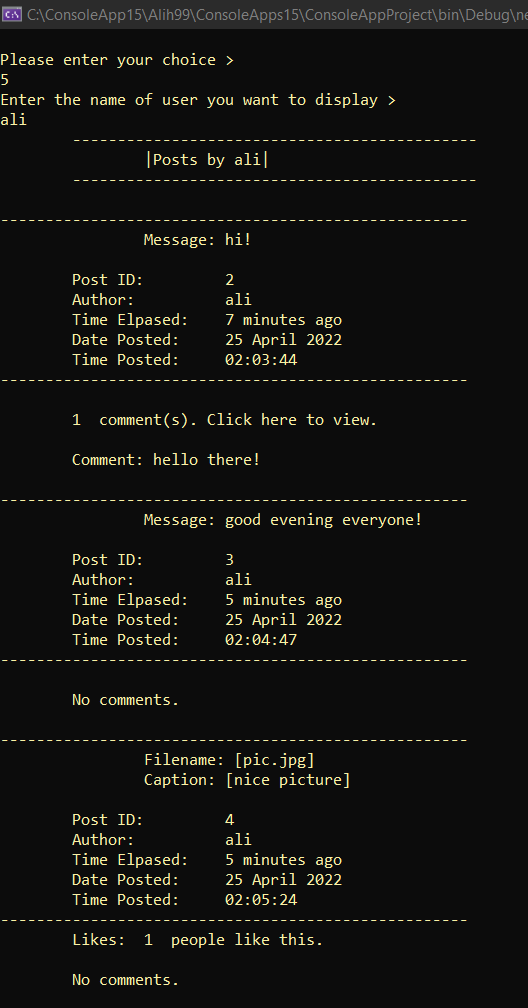 C:\ConsoleApp15\Alih99\ConsoleApps15\ConsoleAppProject\bin\Debug\ne
Please enter your choice >
5
Enter the name of user you want to display >
ali
---------------------------------------------
|Posts by ali|
---------------------------------------------
----------------------------------------------------
Message: hi!
Post ID: 2
Author: ali
Time Elpased: 7 minutes ago
Date Posted: 25 April 2022
Time Posted: 02:03:44
----------------------------------------------------
1 comment(s). Click here to view.
Comment: hello there!
----------------------------------------------------
Message: good evening everyone!
Post ID: 3
Author: ali
Time Elpased: 5 minutes ago
Date Posted: 25 April 2022
Time Posted: 02:04:47
----------------------------------------------------
No comments.
----------------------------------------------------
Filename: [pic.jpg]
Caption: [nice picture]
Post ID: 4
Author: ali
Time Elpased: 5 minutes ago
Date Posted: 25 April 2022
Time Posted: 02:05:24
----------------------------------------------------
Likes: 1 people like this.
No comments.